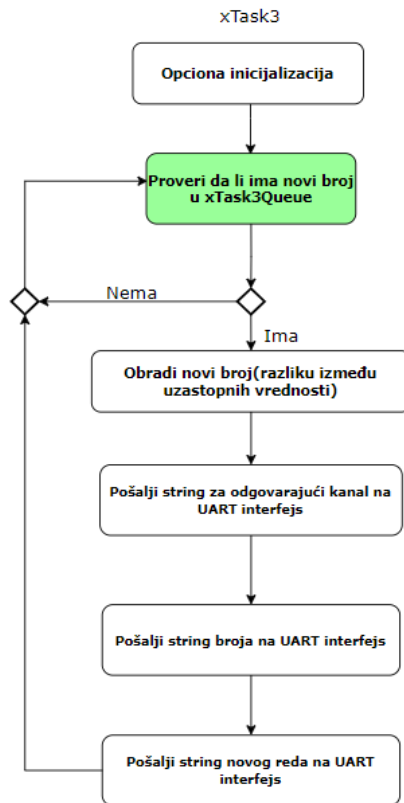 xTask3
Opciona inicijalizacija
Proveri da li ima novi broj
u xTask3Queue
Nema
Ima
Obradi novi broj(razliku između
uzastopnih vrednosti)
Pošalji string za odgovarajući kanal na
UART interfejs
Pošalji string broja na UART interfejs
Pošalji string novog reda na UART
interfejs